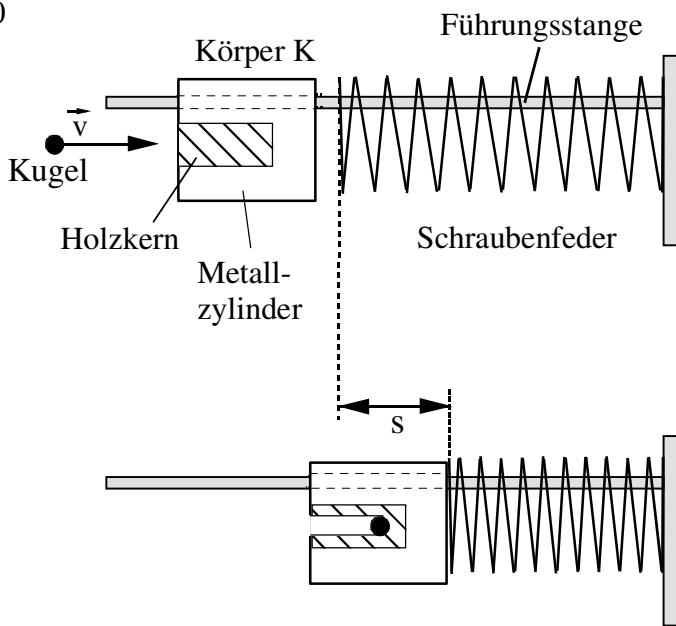 )
Führungsstange
Körper K
v
Kugel
Holzkern
Metall-
zylinder
Schraubenfeder
s